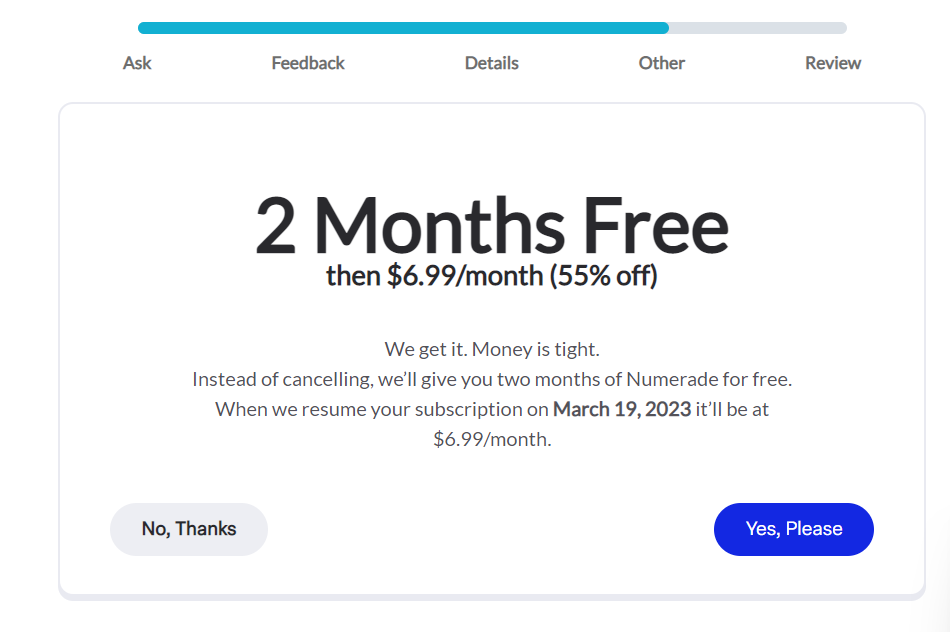 Ask Feedback Details Other Review
2 Months Free
then $6.99/month (55% off)
We get it. Money is tight.
Instead of cancelling, we'll give you two months of Numerade for free.
When we resume your subscription on March 19, 2023 it'll be at
$6.99/month.
No, Thanks Yes, Please